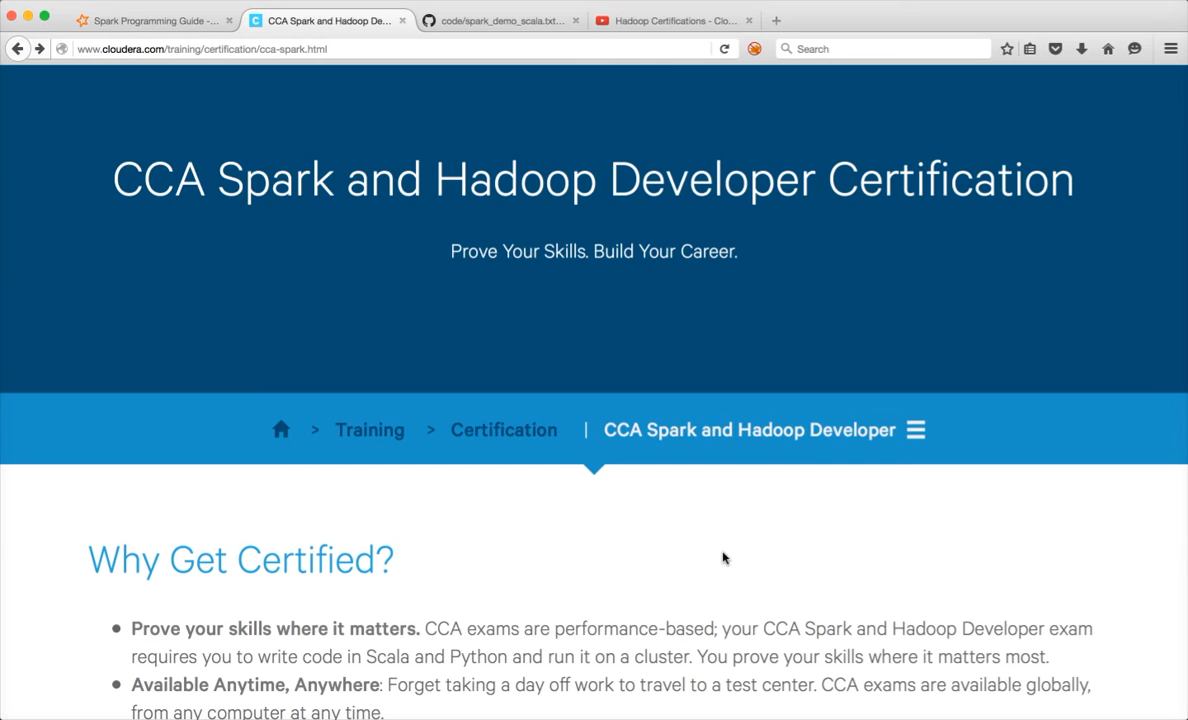 Spark Programming Guide -...
CCA Spark and Hadoop De...
code/spark_demo_scala.txt...
Hadoop Certifications - Clo...
www.cloudera.com/training/certification/cca-spark.html
Search
CCA Spark and Hadoop Developer Certification
Prove Your Skills. Build Your Career.
> Training > Certification | CCA Spark and Hadoop Developer
Why Get Certified?
Prove your skills where it matters. CCA exams are performance-based; your CCA Spark and Hadoop Developer exam
requires you to write code in Scala and Python and run it on a cluster. You prove your skills where it matters most.
Available Anytime, Anywhere: Forget taking a day off work to travel to a test center. CCA exams are available globally,
from any computer at any time.